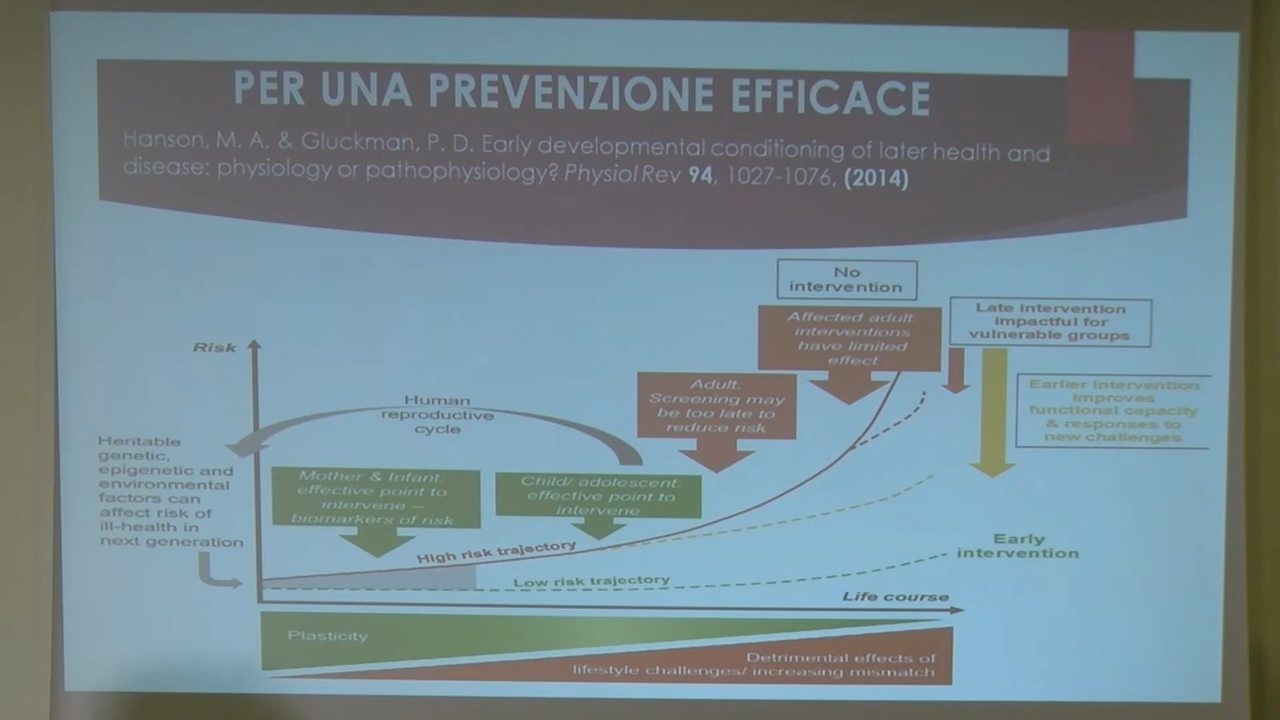 PER UNA PREVENZIONE EFFICACE
Hanson, M. A. & Gluckman, P. D. Early developmental conditioning of later health and
disease: physiology or pathophysiology? Physiol Rev 94, 1027-1076, (2014)
No
intervention
Affected adult:
interventions
have limited
effect
Late intervention
impactful for
vulnerable groups
Risk
Adult:
Screening may
be too late to
reduce risk
Earlier intervention
improves
functional capacity
& responses to
new challenges
Human
reproductive
cycle
Heritable
genetic,
epigenetic and
environmental
factors can
affect risk of
ill-health in
next generation
Mother & Infant:
effective point to
intervene –
biomarkers of risk
Child/ adolescent:
effective point to
intervene
High risk trajectory
Early
intervention
Low risk trajectory
Life course
Plasticity
Detrimental effects of
lifestyle challenges/ increasing mismatch